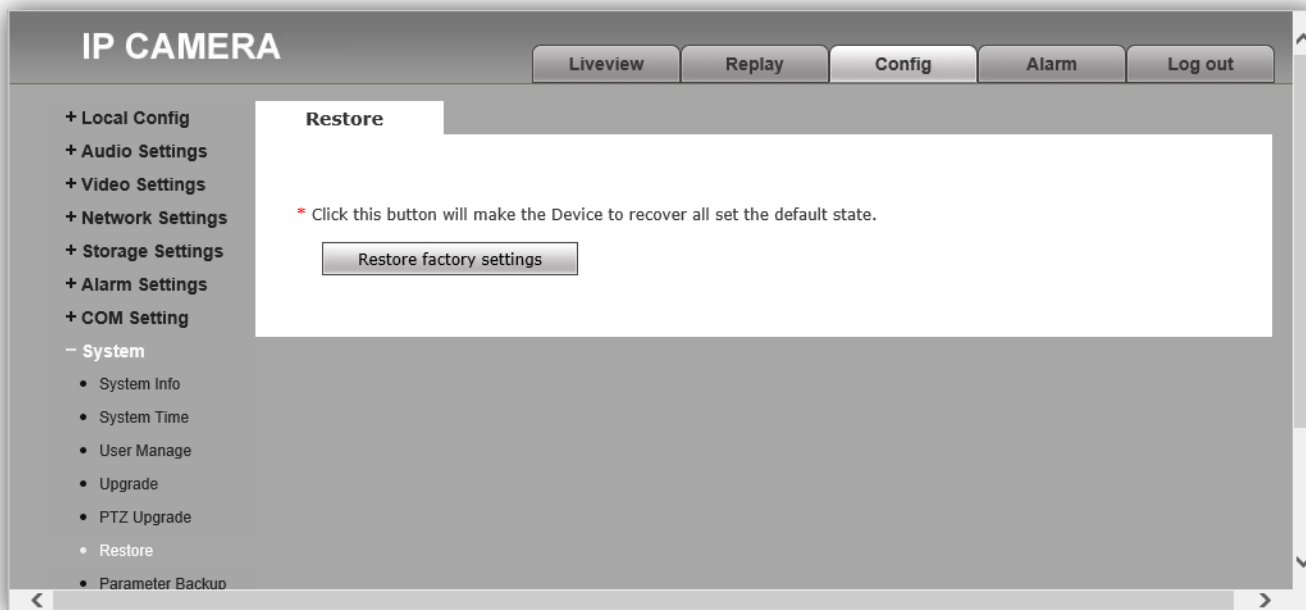 IP CAMERA
Liveview
Replay
Config
Alarm
Log out
+ Local Config
+ Audio Settings
+ Video Settings
+ Network Settings
+ Storage Settings
+ Alarm Settings
+ COM Setting
− System
• System Info
• System Time
• User Manage
• Upgrade
• PTZ Upgrade
• Restore
• Parameter Backup
Restore
* Click this button will make the Device to recover all set the default state.
Restore factory settings